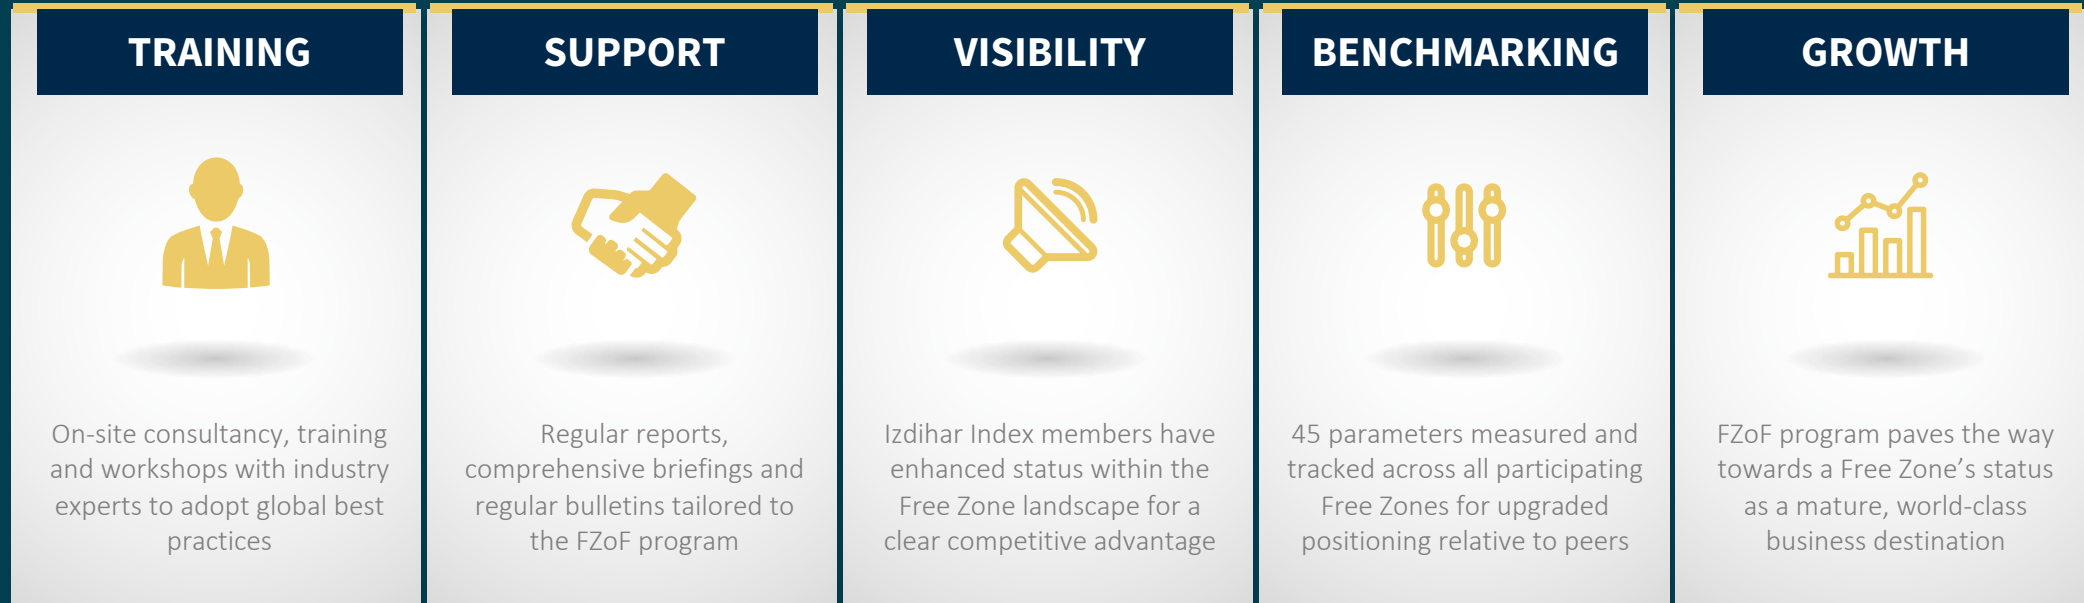 TRAINING
On-site consultancy, training
and workshops with industry
experts to adopt global best
practices
SUPPORT
Regular reports,
comprehensive briefings and
regular bulletins tailored to
the FZoF program
VISIBILITY
Izdihar Index members have
enhanced status within the
Free Zone landscape for a
clear competitive advantage
BENCHMARKING
45 parameters measured and
tracked across all participating
Free Zones for upgraded
positioning relative to peers
GROWTH
FZoF program paves the way
towards a Free Zone’s status
as a mature, world-class
business destination